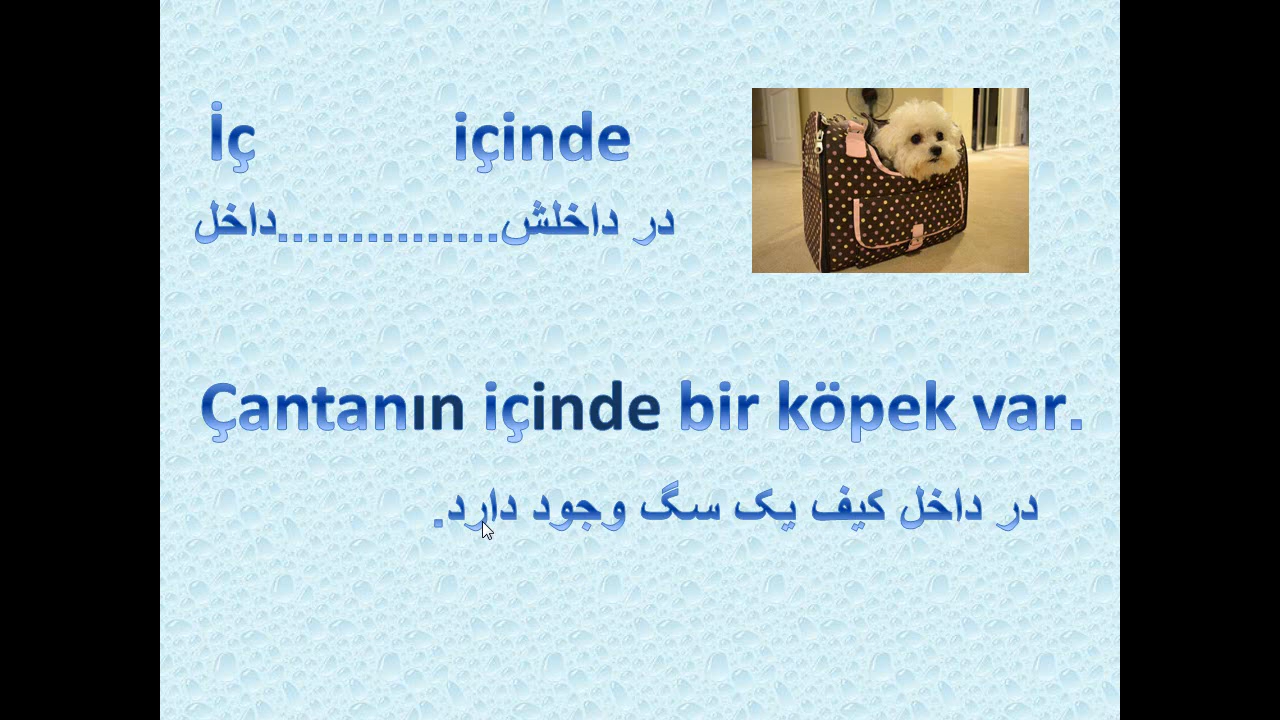 İç içinde
در داخلش...............داخل
Çantanın içinde bir köpek var.
در داخل کیف یک سگ وجود دارد.